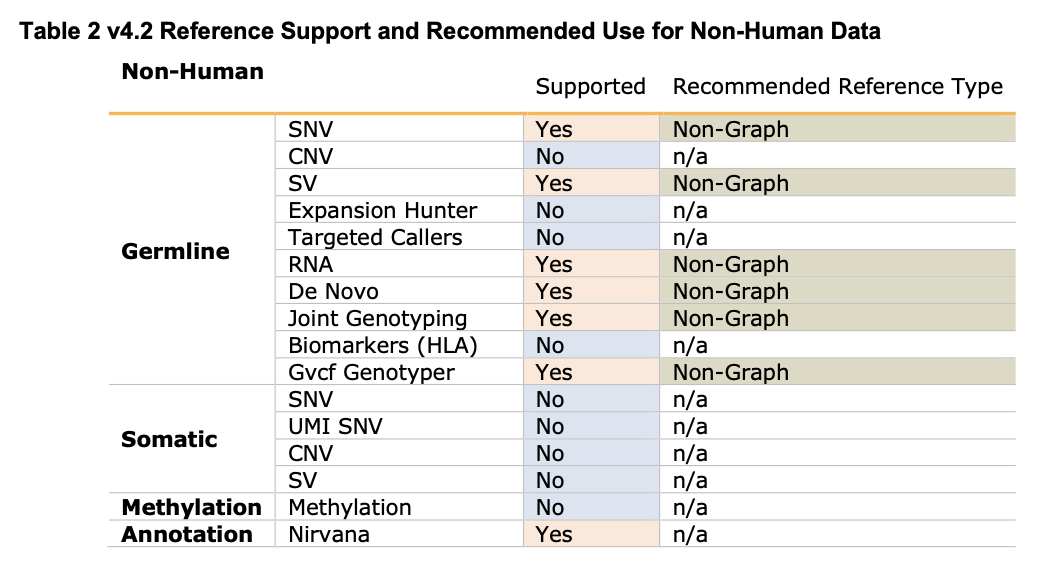 Table 2 v4.2 Reference Support and Recommended Use for Non-Human Data
Non-Human
Supported Recommended Reference Type
SNV Yes Non-Graph
CNV No n/a
SV Yes Non-Graph
Expansion Hunter No n/a
Targeted Callers No n/a
Germline
RNA Yes Non-Graph
De Novo Yes Non-Graph
Joint Genotyping Yes Non-Graph
Biomarkers (HLA) No n/a
Gvcf Genotyper Yes Non-Graph
SNV No n/a
UMI SNV No n/a
Somatic
CNV No n/a
SV No n/a
Methylation Methylation No n/a
Annotation Nirvana Yes n/a